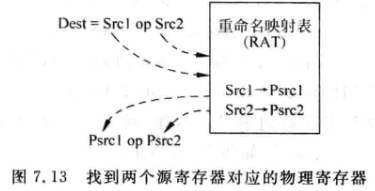 Dest = Src1 op Src2
重命名映射表
(RAT)
Src1→Psrc1
Src2→Psrc2
Psrc1 op Psrc2
图 7.13 找到两个源寄存器对应的物理寄存器